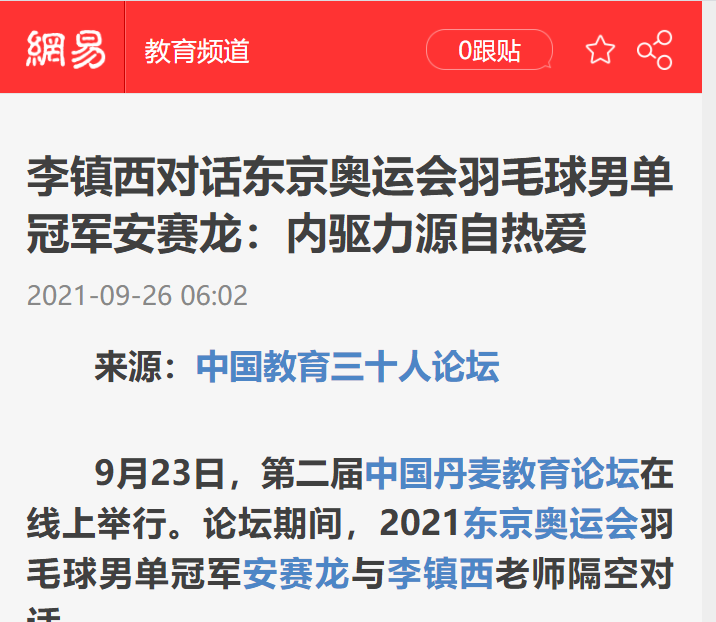 網易 教育频道 0跟贴
李镇西对话东京奥运会羽毛球男单
冠军安赛龙：内驱力源自热爱
2021-09-26 06:02
来源：中国教育三十人论坛
9月23日，第二届中国丹麦教育论坛在
线上举行。论坛期间，2021东京奥运会羽
毛球男单冠军安赛龙与李镇西老师隔空对